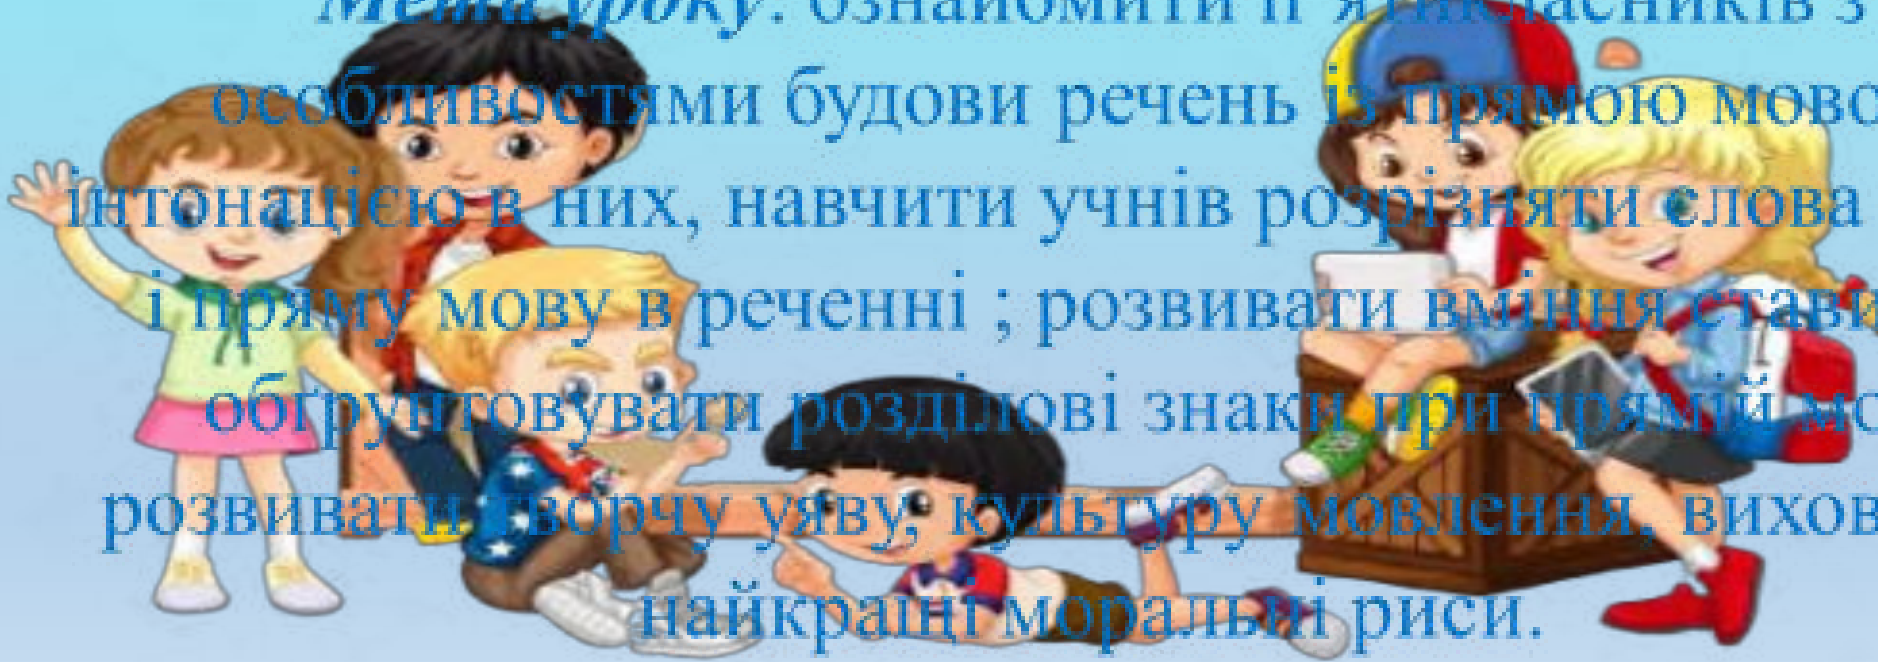 Мета уроку: ознайомити п'ятикласників з
особливостями будови речень із прямою мово
інтонацією в них, навчити учнів розрізняти слова
і пряму мову в реченні ; розвивати вміння стави
обґрунтовувати розділові знаки при прямій мо
розвивати творчу уяву, культуру мовлення, вихов
найкращі моральні риси.